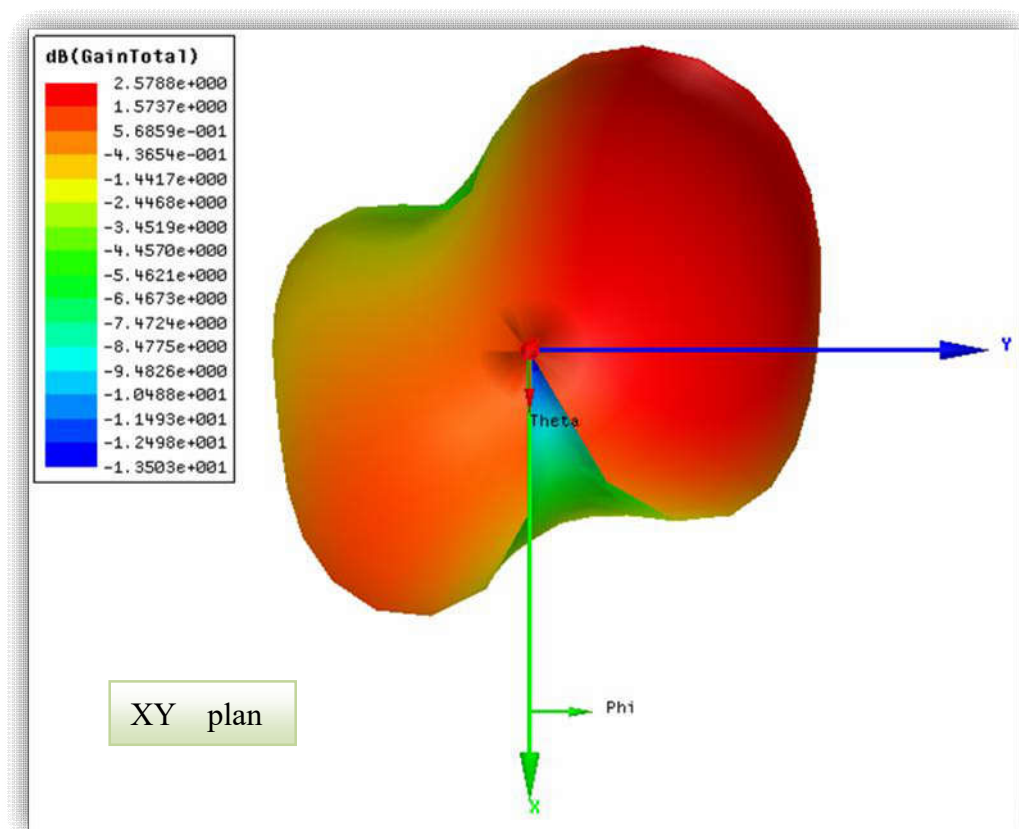 dB(GainTotal)
2.5788e+000
1.5737e+000
5.6859e-001
-4.3654e-001
-1.4417e+000
-2.4468e+000
-3.4519e+000
-4.4570e+000
-5.4621e+000
-6.4673e+000
-7.4724e+000
-8.4775e+000
-9.4826e+000
-1.0488e+001
-1.1493e+001
-1.2498e+001
-1.3503e+001
Y
Theta
Phi
XY plan
X